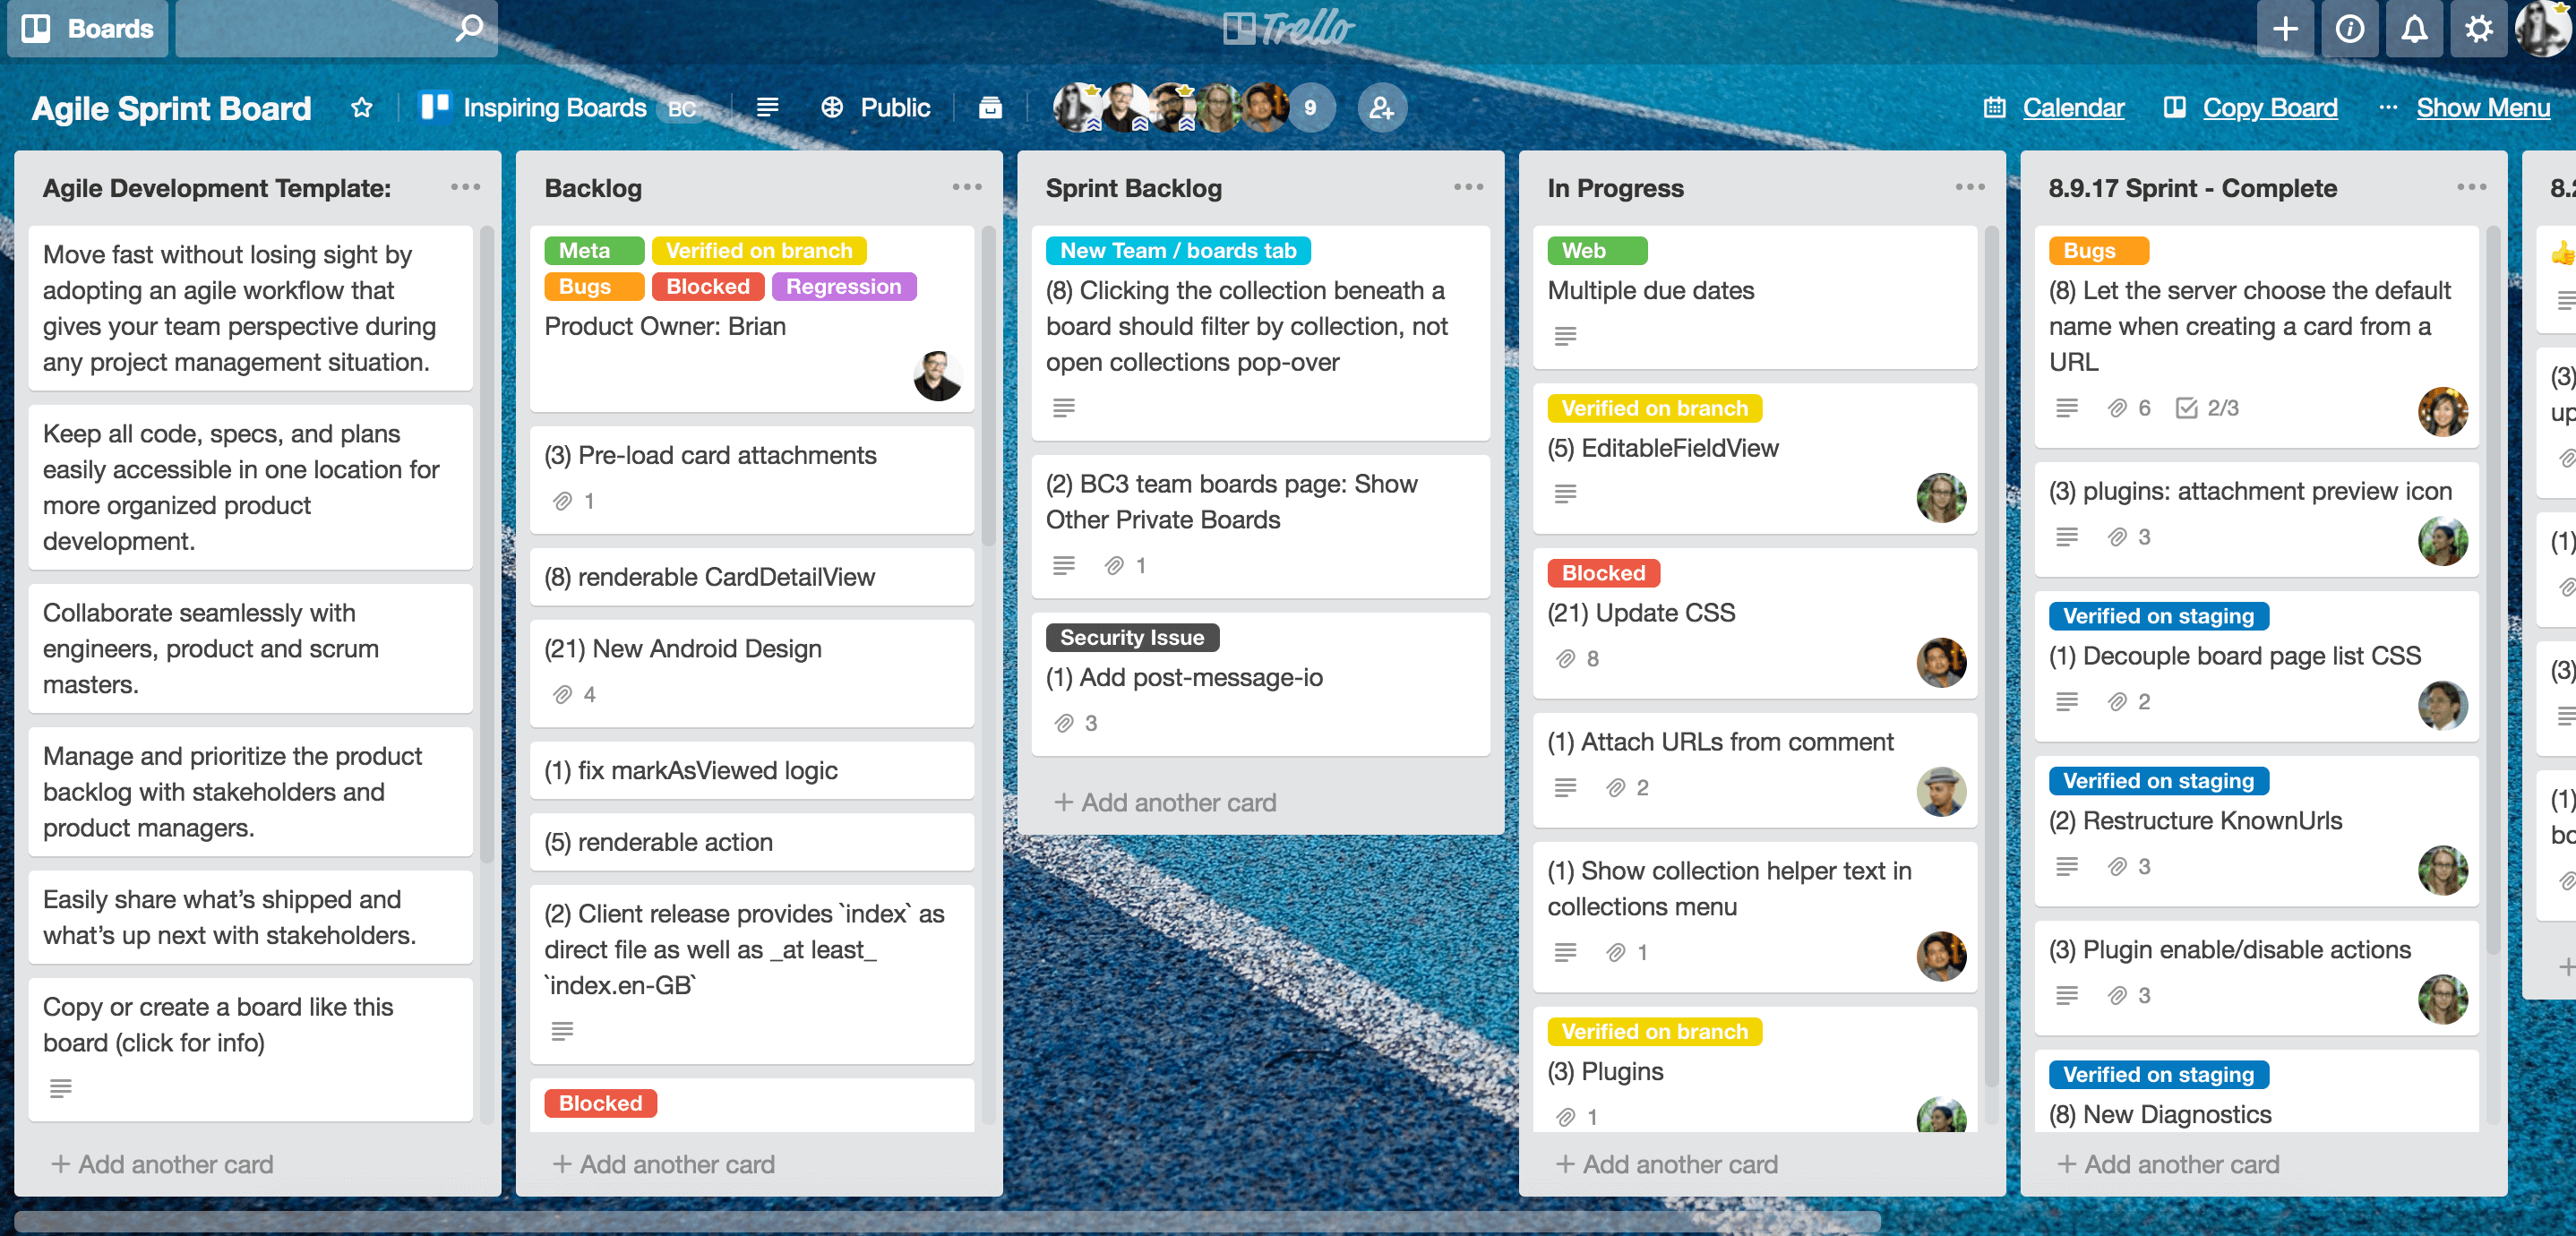 Boards
Trello
Agile Sprint Board
Inspiring Boards BC
Public
9
Calendar
Copy Board
Show Menu
Agile Development Template:
Move fast without losing sight by
adopting an agile workflow that
gives your team perspective during
any project management situation.
Keep all code, specs, and plans
easily accessible in one location for
more organized product
development.
Collaborate seamlessly with
engineers, product and scrum
masters.
Manage and prioritize the product
backlog with stakeholders and
product managers.
Easily share what’s shipped and
what’s up next with stakeholders.
Copy or create a board like this
board (click for info)
+ Add another card
Backlog
Meta Verified on branch
Bugs Blocked Regression
Product Owner: Brian
(3) Pre-load card attachments
1
(8) renderable CardDetailView
(21) New Android Design
4
(1) fix markAsViewed logic
(5) renderable action
(2) Client release provides `index` as
direct file as well as _at least_
`index.en-GB`
Blocked
+ Add another card
Sprint Backlog
New Team / boards tab
(8) Clicking the collection beneath a
board should filter by collection, not
open collections pop-over
(2) BC3 team boards page: Show
Other Private Boards
1
Security Issue
(1) Add post-message-io
3
+ Add another card
In Progress
Web
Multiple due dates
Verified on branch
(5) EditableFieldView
Blocked
(21) Update CSS
8
(1) Attach URLs from comment
2
(1) Show collection helper text in
collections menu
1
Verified on branch
(3) Plugins
1
+ Add another card
8.9.17 Sprint - Complete
Bugs
(8) Let the server choose the default
name when creating a card from a
URL
6 2/3
(3) plugins: attachment preview icon
3
Verified on staging
(1) Decouple board page list CSS
2
Verified on staging
(2) Restructure KnownUrls
3
(3) Plugin enable/disable actions
3
Verified on staging
(8) New Diagnostics
+ Add another card
(3)
up
(1)
(3)
(1)